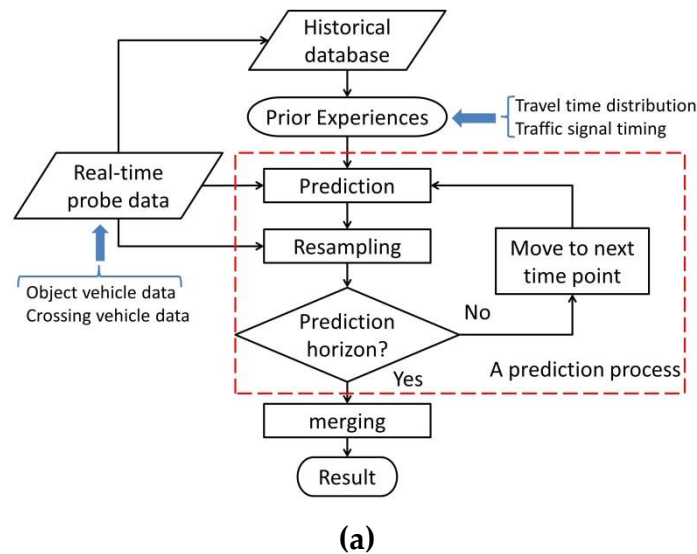 Historical
database
Prior Experiences
Travel time distribution
Traffic signal timing
Real-time
probe data
Prediction
Resampling
Move to next
time point
Object vehicle data
Crossing vehicle data
Prediction
horizon?
No
Yes
A prediction process
merging
Result
(a)